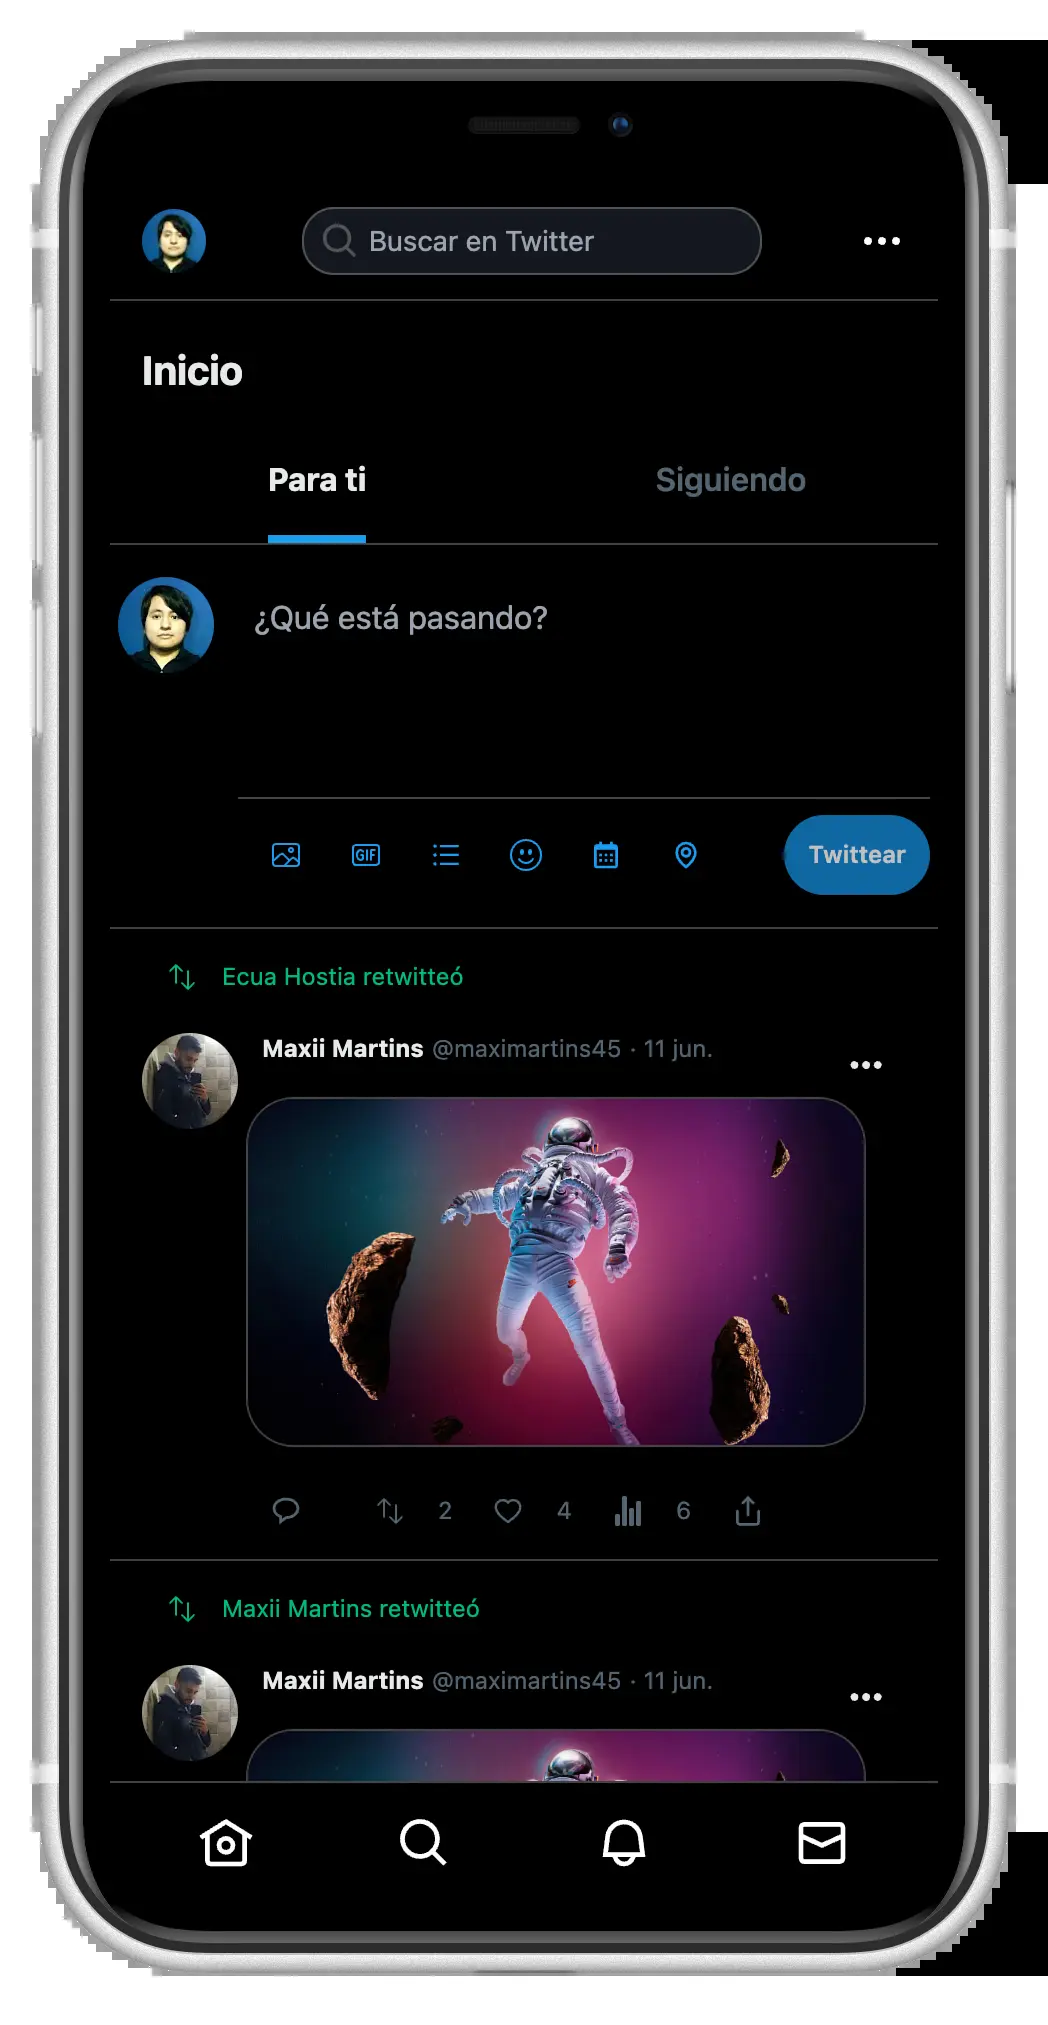 Buscar en Twitter
Inicio
Para ti
Siguiendo
¿Qué está pasando?
GIF
Twittear
Ecua Hostia retwitteó
Maxii Martins @maximartins45 · 11 jun.
2 4 6
Maxii Martins retwitteó
Maxii Martins @maximartins45 · 11 jun.